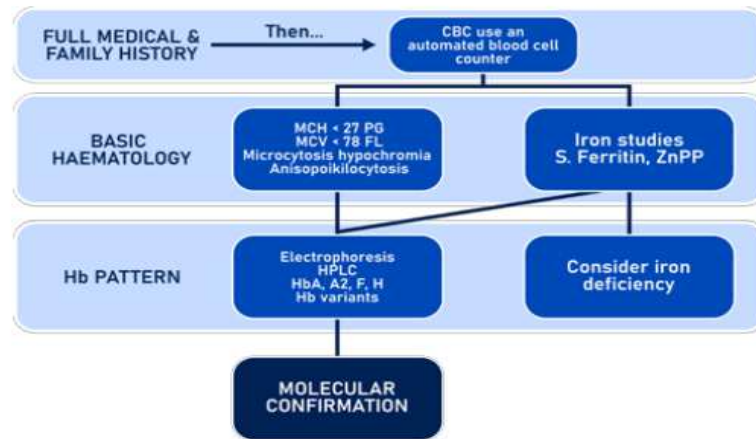 FULL MEDICAL &
FAMILY HISTORY
Then...
CBC use an
automated blood cell
counter
BASIC
HAEMATOLOGY
MCH < 27 PG
MCV < 78 FL
Microcytosis hypochromia
Anisopoikilocytosis
Iron studies
S. Ferritin, ZnPP
Hb PATTERN
Electrophoresis
HPLC
HbA, A2, F, H
Hb variants
Consider iron
deficiency
MOLECULAR
CONFIRMATION